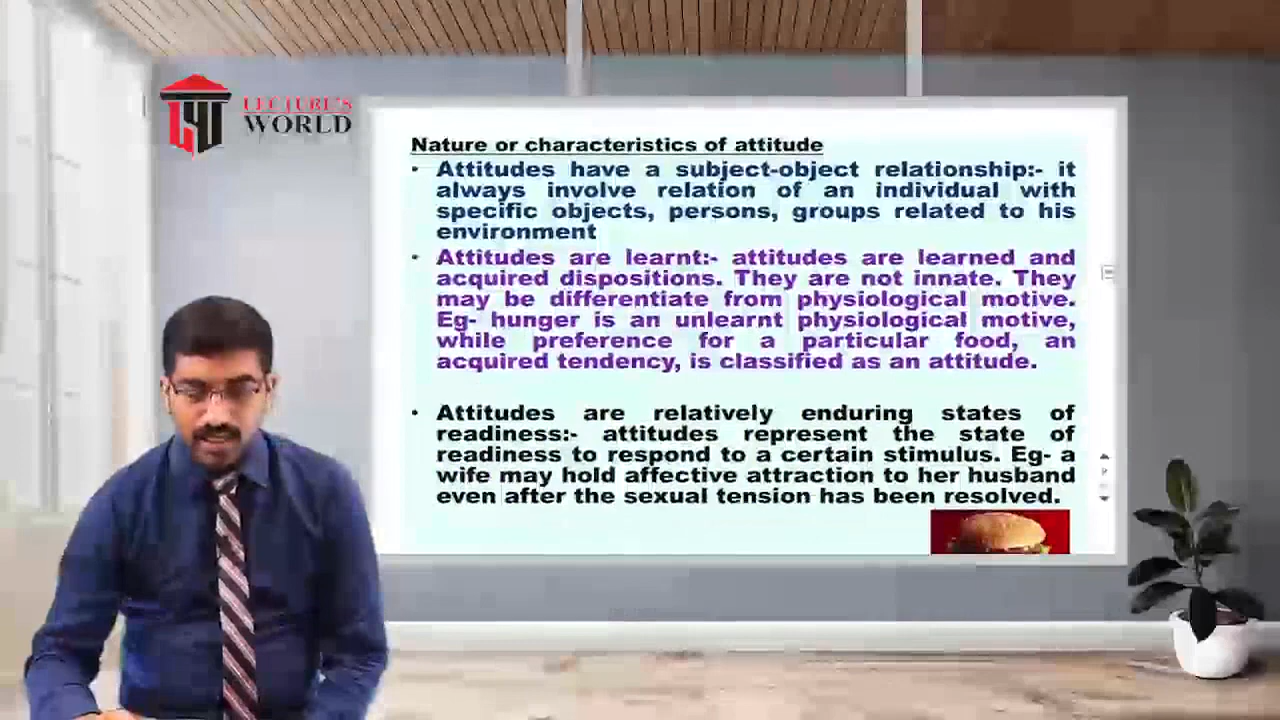 LECTURE'S
WORLD
Nature or characteristics of attitude
• Attitudes have a subject-object relationship:- it
always involve relation of an individual with
specific objects, persons, groups related to his
environment
• Attitudes are learnt:- attitudes are learned and
acquired dispositions. They are not innate. They
may be differentiate from physiological motive.
Eg- hunger is an unlearnt physiological motive,
while preference for a particular food, an
acquired tendency, is classified as an attitude.
• Attitudes are relatively enduring states of
readiness:- attitudes represent the state of
readiness to respond to a certain stimulus. Eg- a
wife may hold affective attraction to her husband
even after the sexual tension has been resolved.